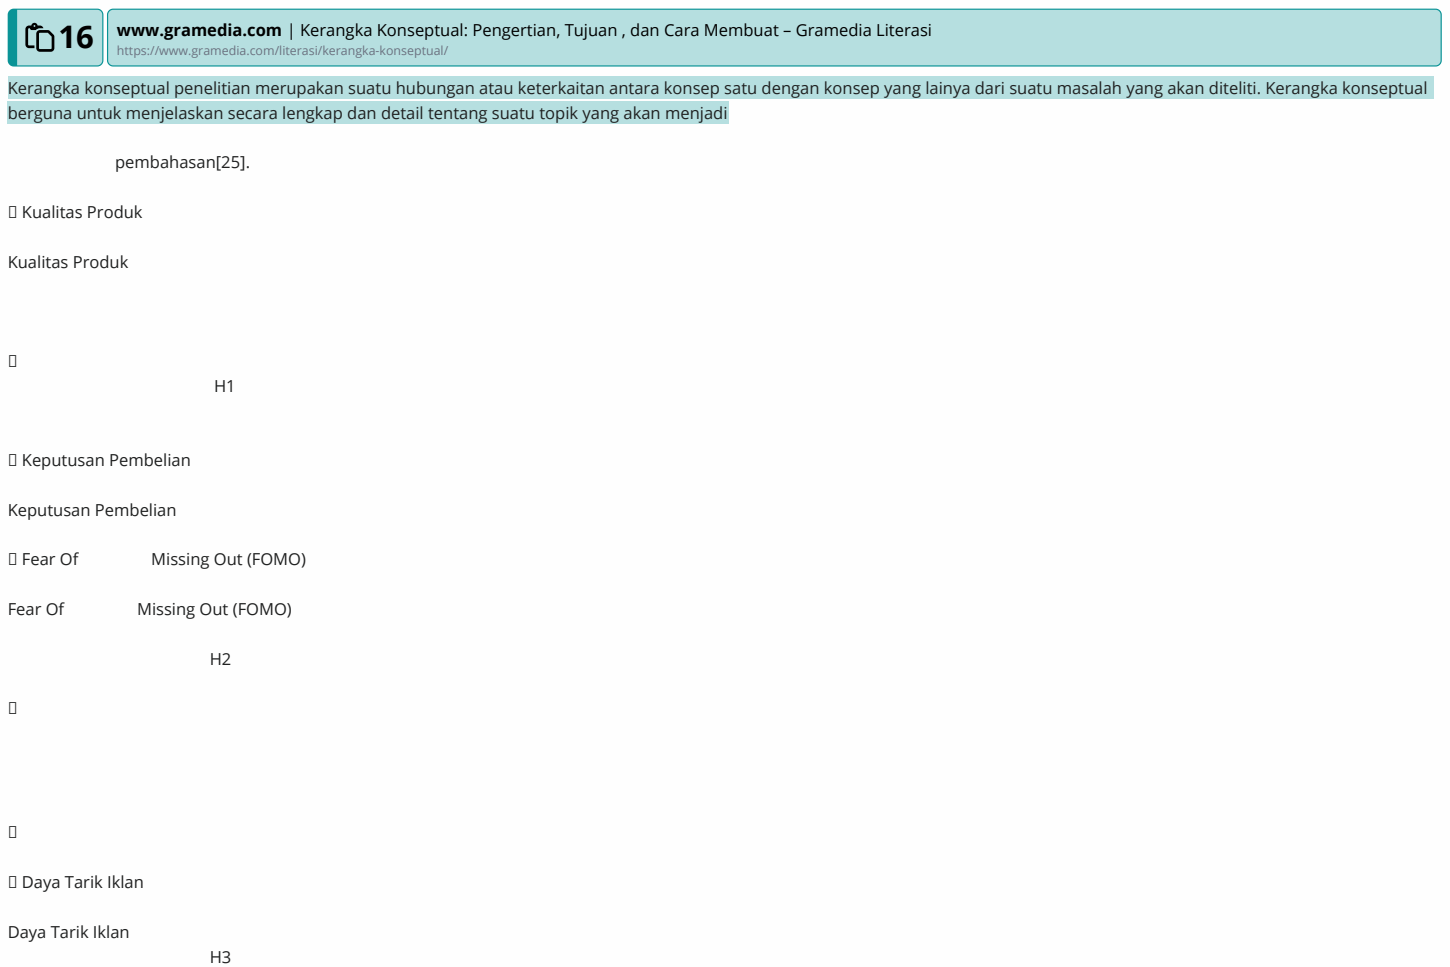 16
www.gramedia.com | Kerangka Konseptual: Pengertian, Tujuan , dan Cara Membuat – Gramedia Literasi
https://www.gramedia.com/literasi/kerangka-konseptual/
Kerangka konseptual penelitian merupakan suatu hubungan atau keterkaitan antara konsep satu dengan konsep yang lainya dari suatu masalah yang akan diteliti. Kerangka konseptual
berguna untuk menjelaskan secara lengkap dan detail tentang suatu topik yang akan menjadi
pembahasan[25].
Kualitas Produk
Kualitas Produk
H1
Keputusan Pembelian
Keputusan Pembelian
Fear Of Missing Out (FOMO)
Fear Of Missing Out (FOMO)
H2
Daya Tarik Iklan
Daya Tarik Iklan
H3